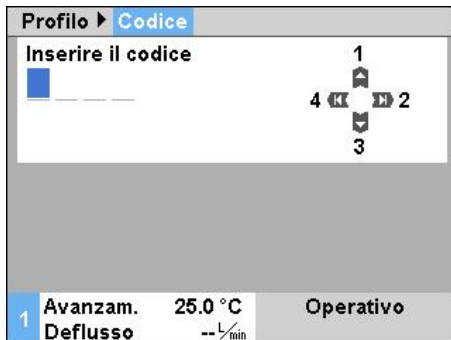 Profilo ▶ Codice
Inserire il codice
1
4 2
3
1
Avanzam. 25.0 °C
Deflusso -- L/min
Operativo